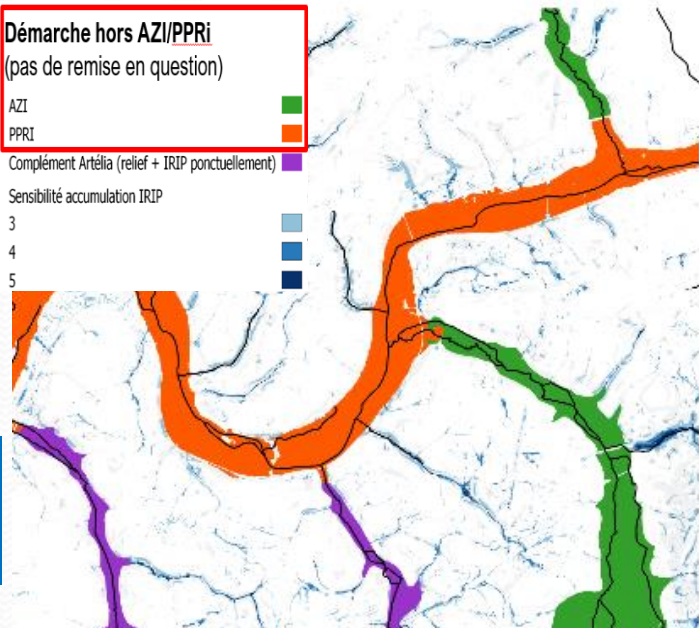 Démarche hors AZI/PPRi
(pas de remise en question)
AZI
PPRI
Complément Artélia (relief + IRIP ponctuellement)
Sensibilité accumulation IRIP
3
4
5